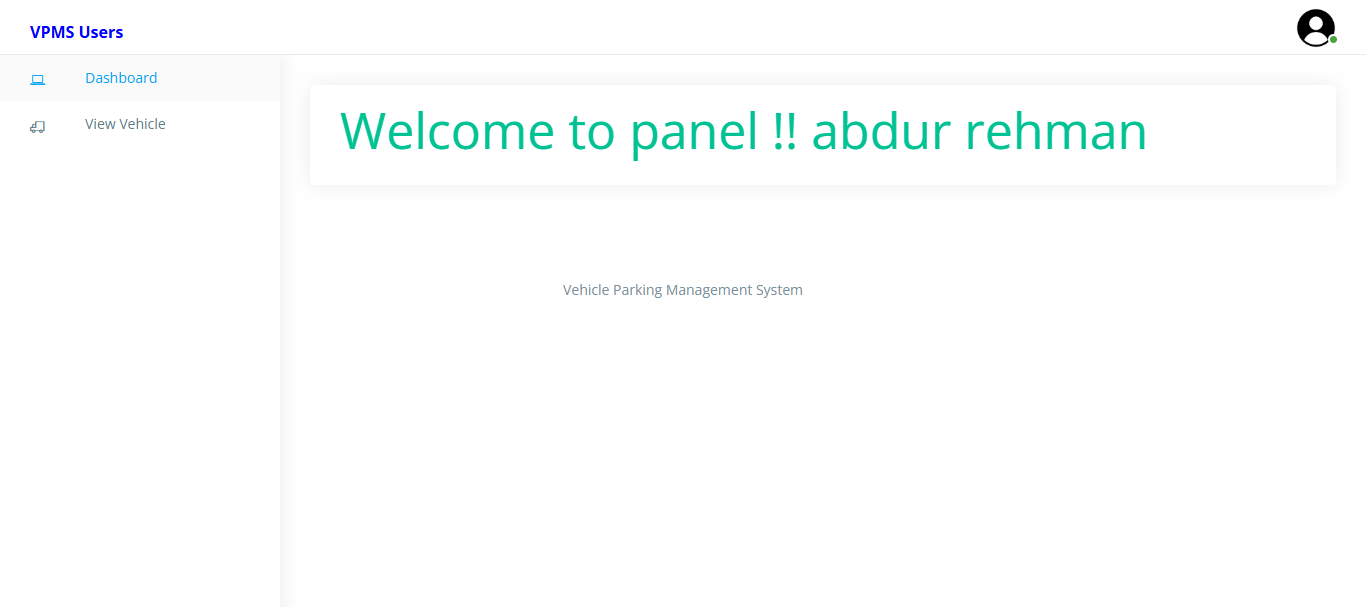 VPMS Users
Dashboard
View Vehicle
Welcome to panel !! abdur rehman
Vehicle Parking Management System